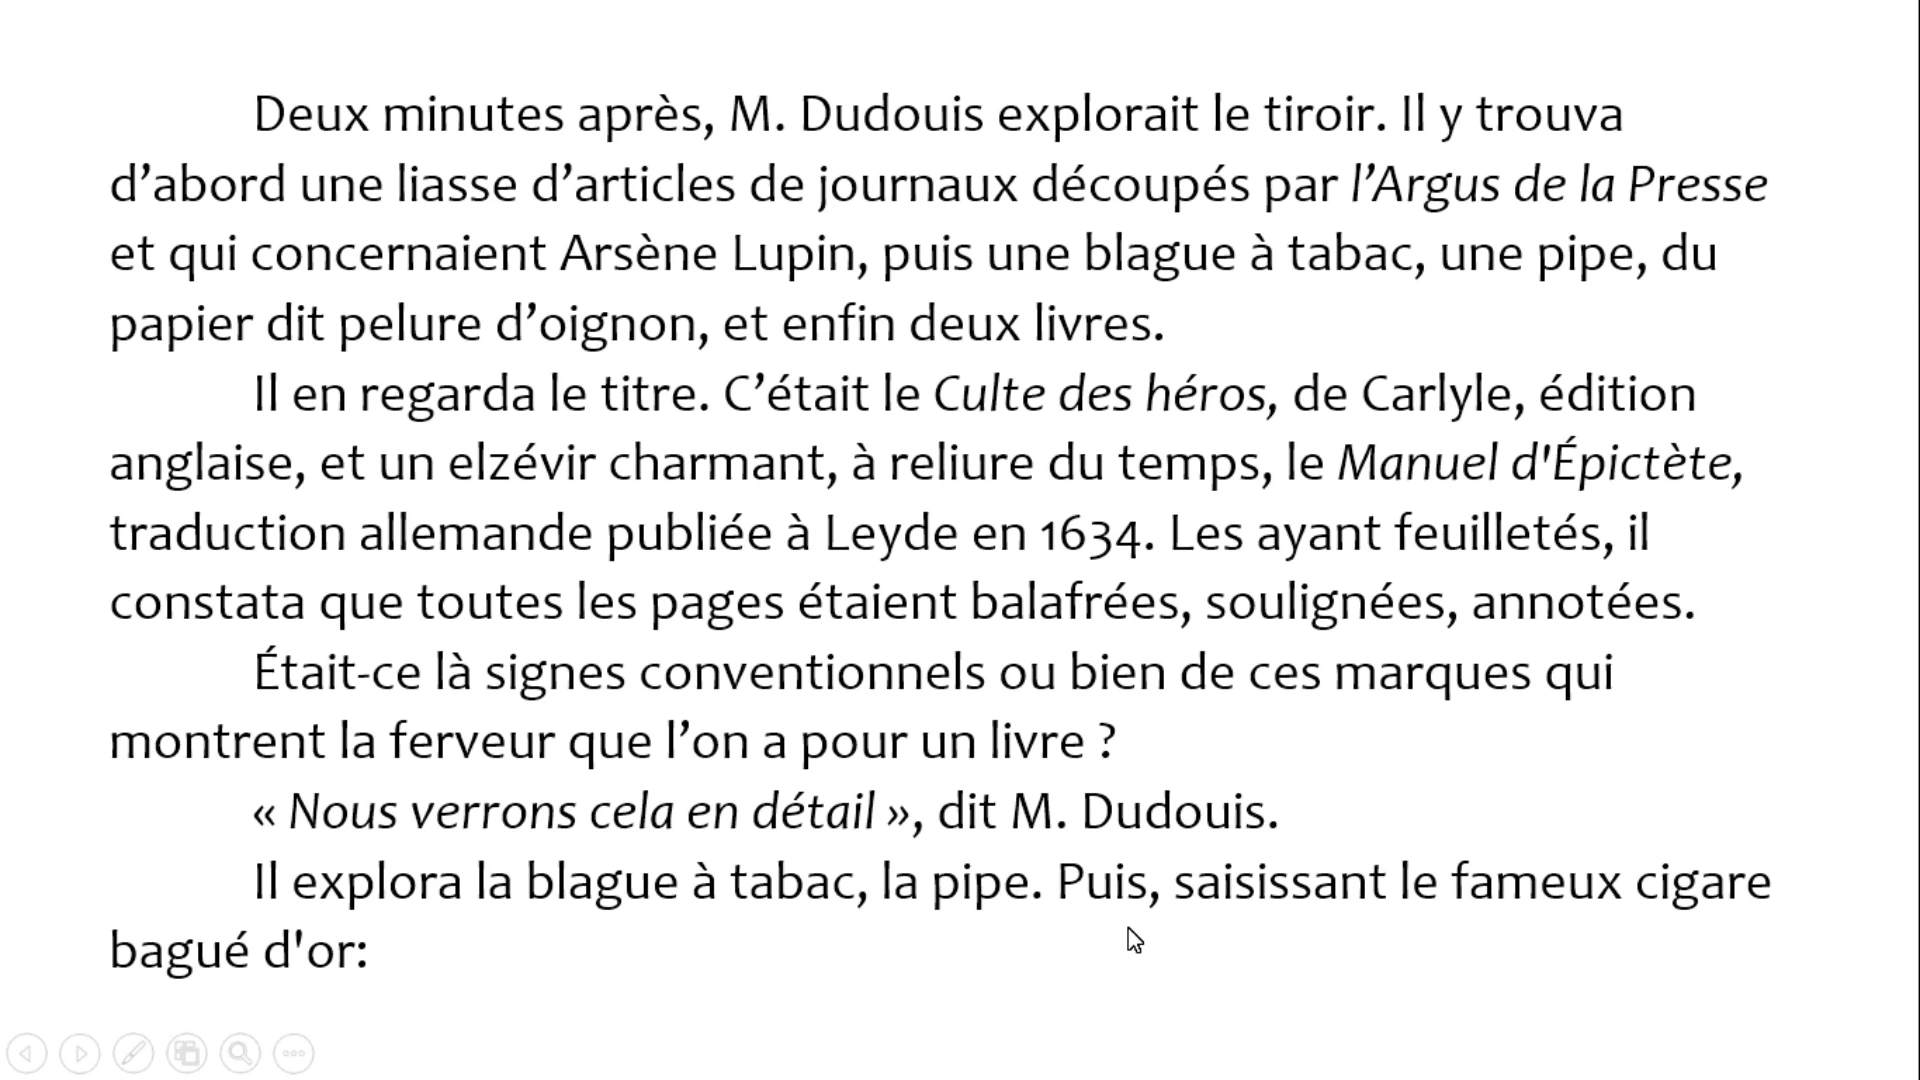 Deux minutes après, M. Dudouis explorait le tiroir. Il y trouva
d’abord une liasse d’articles de journaux découpés par l’Argus de la Presse
et qui concernaient Arsène Lupin, puis une blague à tabac, une pipe, du
papier dit pelure d’oignon, et enfin deux livres.
Il en regarda le titre. C’était le Culte des héros, de Carlyle, édition
anglaise, et un elzévir charmant, à reliure du temps, le Manuel d'Épictète,
traduction allemande publiée à Leyde en 1634. Les ayant feuilletés, il
constata que toutes les pages étaient balafrées, soulignées, annotées.
Était-ce là signes conventionnels ou bien de ces marques qui
montrent la ferveur que l’on a pour un livre ?
« Nous verrons cela en détail », dit M. Dudouis.
Il explora la blague à tabac, la pipe. Puis, saisissant le fameux cigare
bagué d'or: